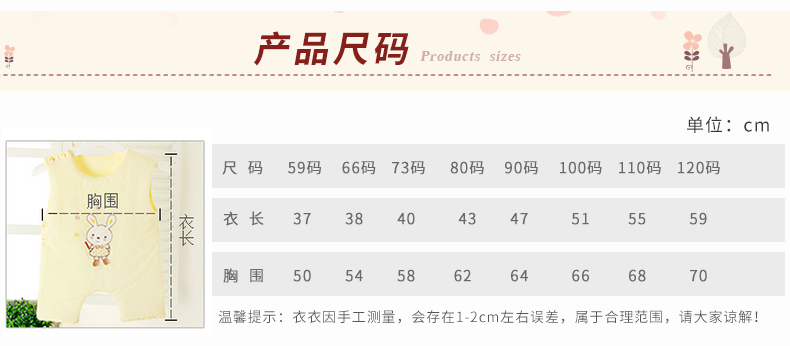 产品尺码 Products sizes
单位：cm
尺 码 59码 66码 73码 80码 90码 100码 110码 120码
胸围
衣长
衣 长 37 38 40 43 47 51 55 59
胸 围 50 54 58 62 64 66 68 70
温馨提示：衣衣因手工测量，会存在1-2cm左右误差，属于合理范围，请大家谅解！